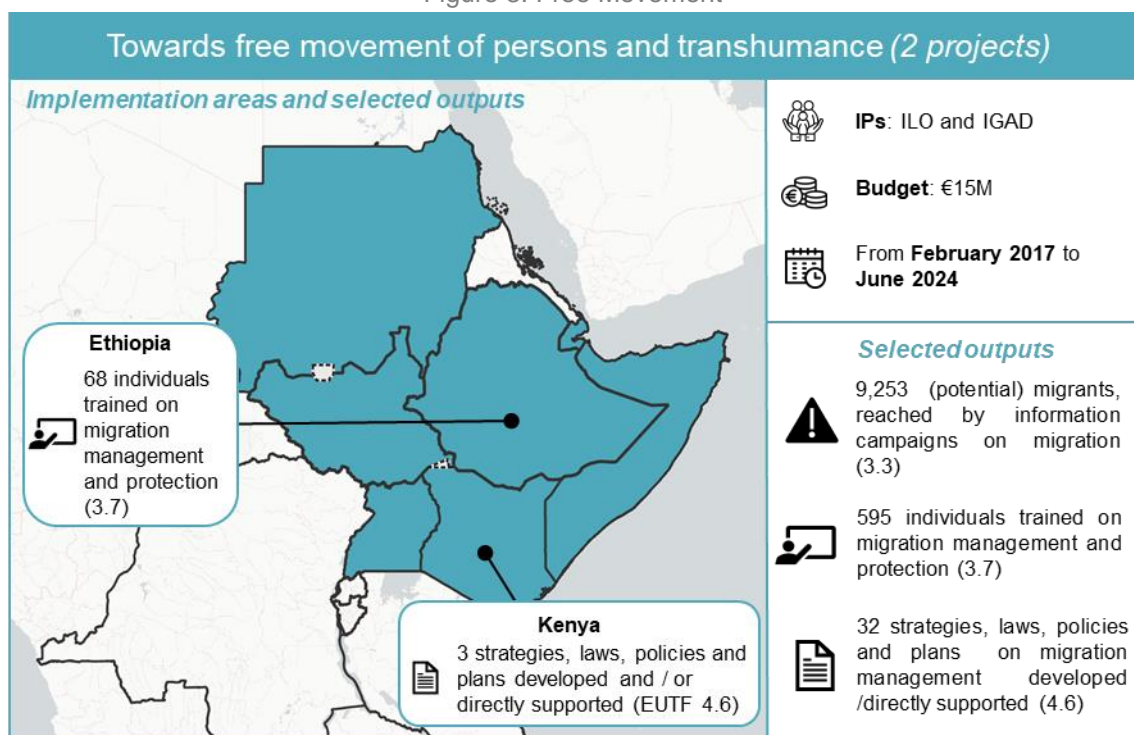 Towards free movement of persons and transhumance (2 projects)
Implementation areas and selected outputs
Ethiopia
68 individuals
trained on
migration
management
and protection
(3.7)
Kenya
3 strategies, laws, policies and
plans developed and / or
directly supported (EUTF 4.6)
IPs: ILO and IGAD
Budget: €15M
From February 2017 to
June 2024
Selected outputs
9,253 (potential) migrants,
reached by information
campaigns on migration
(3.3)
595 individuals trained on
migration management and
protection (3.7)
32 strategies, laws, policies
and plans on migration
management developed
/directly supported (4.6)